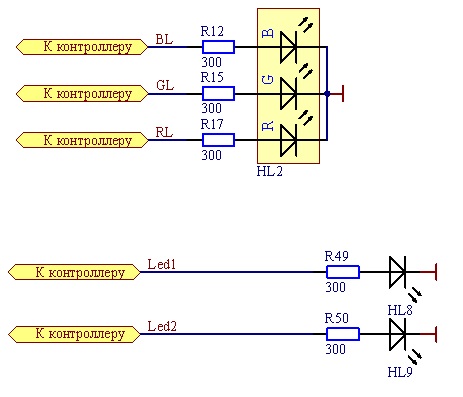 К контроллеру BL R12 300 B
К контроллеру GL R15 300 G
К контроллеру RL R17 300 R
HL2
К контроллеру Led1 R49 300 HL8
К контроллеру Led2 R50 300 HL9